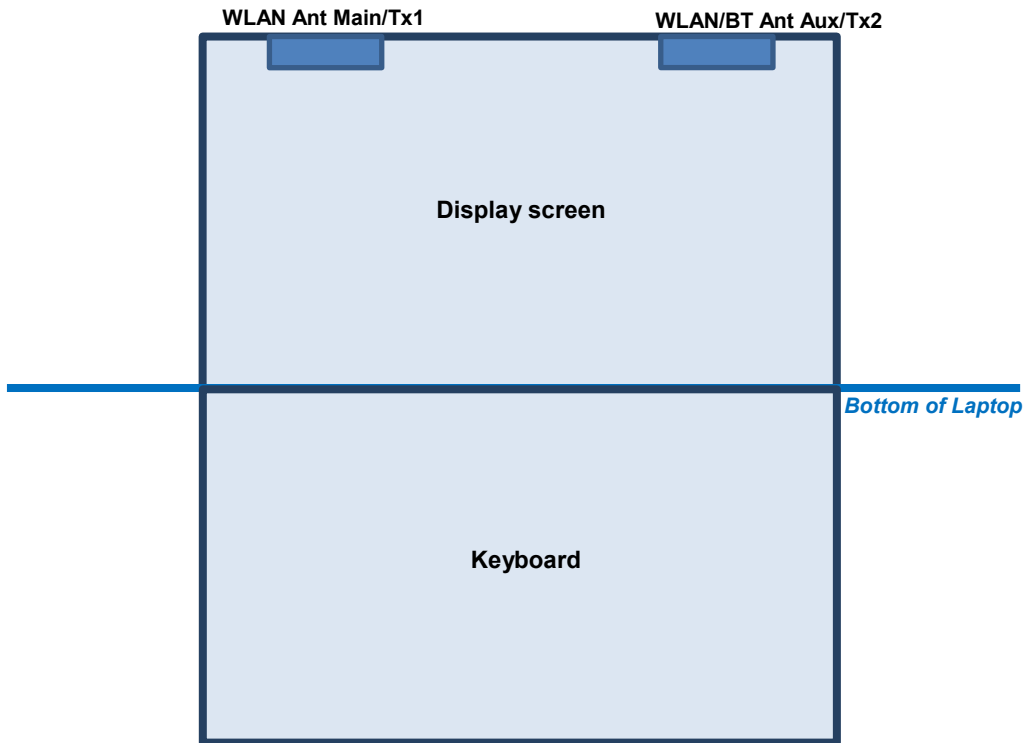 WLAN Ant Main/Tx1
WLAN/BT Ant Aux/Tx2
Display screen
Bottom of Laptop
Keyboard